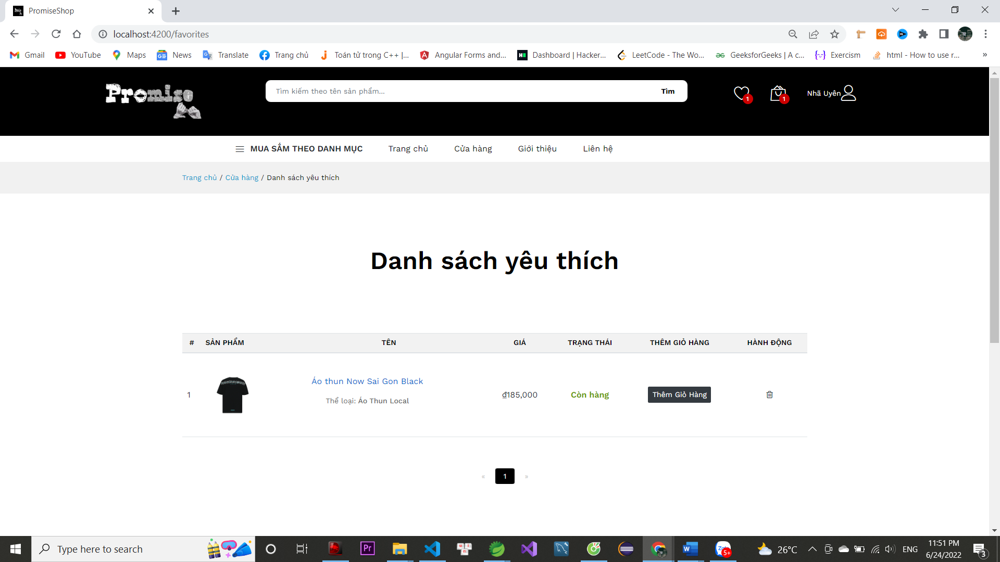 PromiseShop
localhost:4200/favorites
Gmail YouTube Maps News Translate Trang chủ Toán tử trong C++ |... Angular Forms and... Dashboard | Hacker... LeetCode - The Wo... GeeksforGeeks | A c... Exercism html - How to use r... »
Promise
Tìm kiếm theo tên sản phẩm... Tìm
1 1 Nhã Uyên
MUA SẮM THEO DANH MỤC Trang chủ Cửa hàng Giới thiệu Liên hệ
Trang chủ / Cửa hàng / Danh sách yêu thích
Danh sách yêu thích
# SẢN PHẨM TÊN GIÁ TRẠNG THÁI THÊM GIỎ HÀNG HÀNH ĐỘNG
Áo thun Now Sai Gon Black
1 ₫185,000 Còn hàng Thêm Giỏ Hàng
Thể loại: Áo Thun Local
« 1 »
Type here to search
26°C ENG
11:51 PM
6/24/2022
3